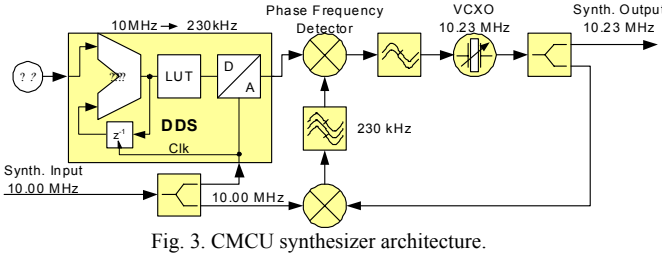 Phase Frequency
Detector
VCXO
10.23 MHz
Synth. Output
10.23 MHz
10MHz → 230kHz
? ?
????
LUT
D
A
DDS
z-1
Clk
230 kHz
Synth. Input
10.00 MHz
10.00 MHz
Fig. 3. CMCU synthesizer architecture.